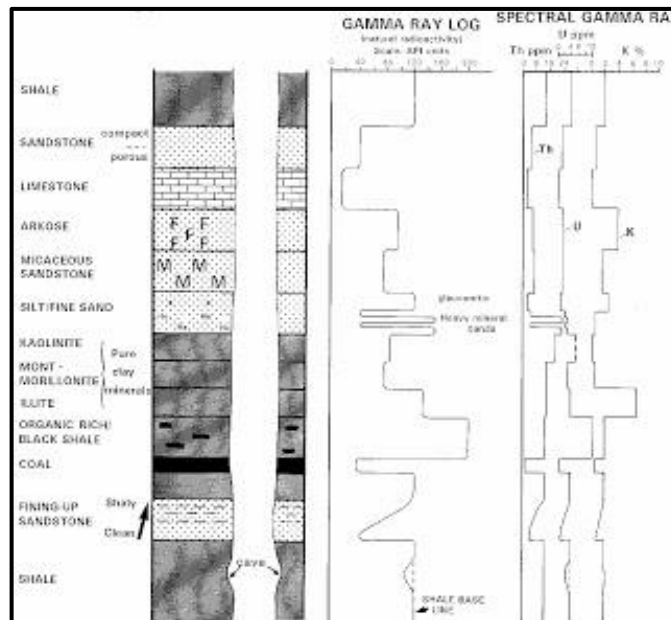 GAMMA RAY LOG
(natural radioactivity)
Scale: API units
SPECTRAL GAMMA RA
U ppm
Th ppm
K %
SHALE
SANDSTONE
compact
porous
LIMESTONE
ARKOSE
F F
F
F F
MICACEOUS
SANDSTONE
M M
M M
SILT/FINE SAND
KAOLINITE
MONT-
MORILLONITE
ILLITE
Pure
clay
minerals
ORGANIC RICH/
BLACK SHALE
COAL
FINING-UP
SANDSTONE
Shaly
Clean
SHALE
cave
glauconite
Heavy mineral
bands
SHALE BASE
LINE
Th
U
K